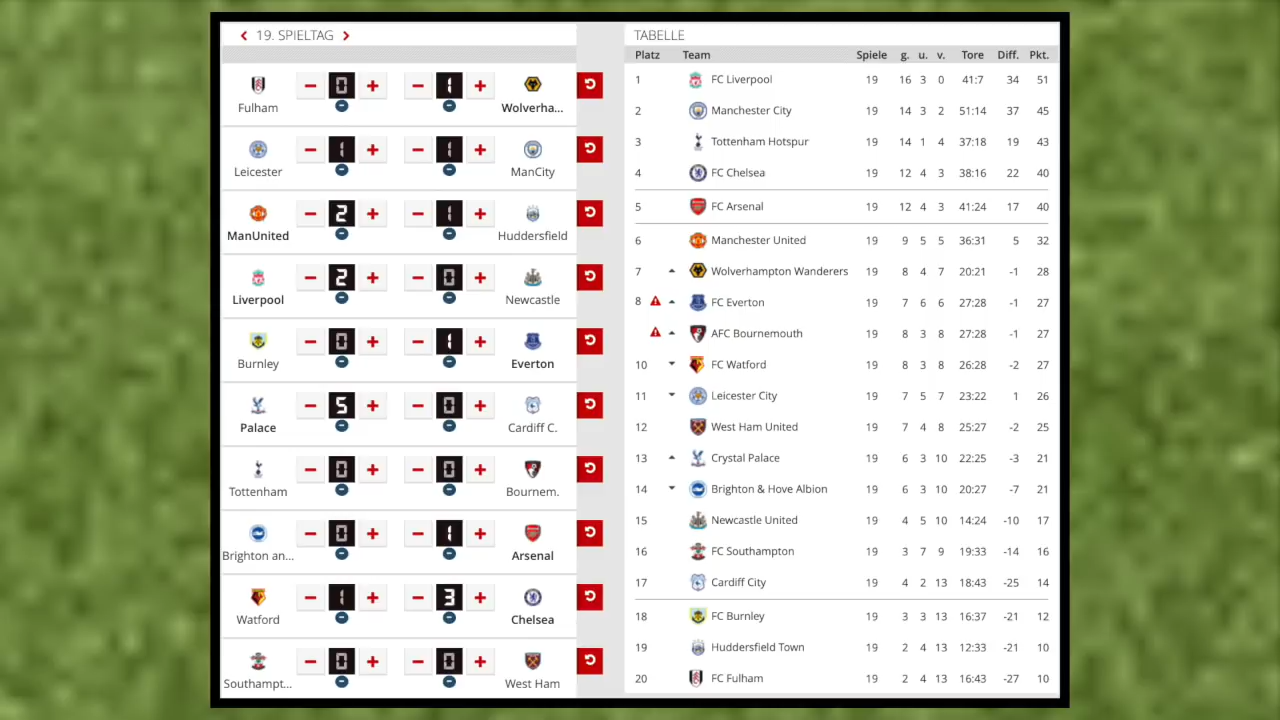 19. SPIELTAG
Fulham 0 1 Wolverha...
Leicester 1 1 ManCity
ManUnited 2 1 Huddersfield
Liverpool 2 0 Newcastle
Burnley 0 1 Everton
Palace 5 0 Cardiff C.
Tottenham 0 0 Bournem.
Brighton an... 0 1 Arsenal
Watford 1 3 Chelsea
Southampt... 0 0 West Ham
TABELLE
Platz Team Spiele g. u. v. Tore Diff. Pkt.
1 FC Liverpool 19 16 3 0 41:7 34 51
2 Manchester City 19 14 3 2 51:14 37 45
3 Tottenham Hotspur 19 14 1 4 37:18 19 43
4 FC Chelsea 19 12 4 3 38:16 22 40
5 FC Arsenal 19 12 4 3 41:24 17 40
6 Manchester United 19 9 5 5 36:31 5 32
7 Wolverhampton Wanderers 19 8 4 7 20:21 -1 28
8 FC Everton 19 7 6 6 27:28 -1 27
AFC Bournemouth 19 8 3 8 27:28 -1 27
10 FC Watford 19 8 3 8 26:28 -2 27
11 Leicester City 19 7 5 7 23:22 1 26
12 West Ham United 19 7 4 8 25:27 -2 25
13 Crystal Palace 19 6 3 10 22:25 -3 21
14 Brighton & Hove Albion 19 6 3 10 20:27 -7 21
15 Newcastle United 19 4 5 10 14:24 -10 17
16 FC Southampton 19 3 7 9 19:33 -14 16
17 Cardiff City 19 4 2 13 18:43 -25 14
18 FC Burnley 19 3 3 13 16:37 -21 12
19 Huddersfield Town 19 2 4 13 12:33 -21 10
20 FC Fulham 19 2 4 13 16:43 -27 10